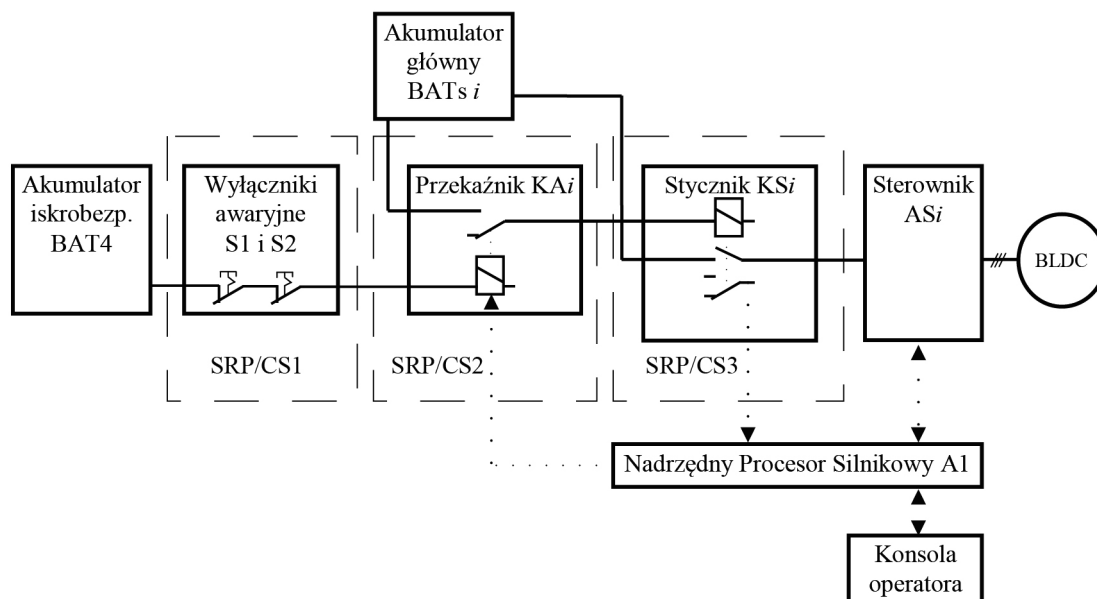 Akumulator
główny
BATs i
Akumulator
iskrobezp.
BAT4
Wyłączniki
awaryjne
S1 i S2
Przekaźnik KAi
Stycznik KSi
Sterownik
ASi
BLDC
SRP/CS1
SRP/CS2
SRP/CS3
Nadrzędny Procesor Silnikowy A1
Konsola
operatora